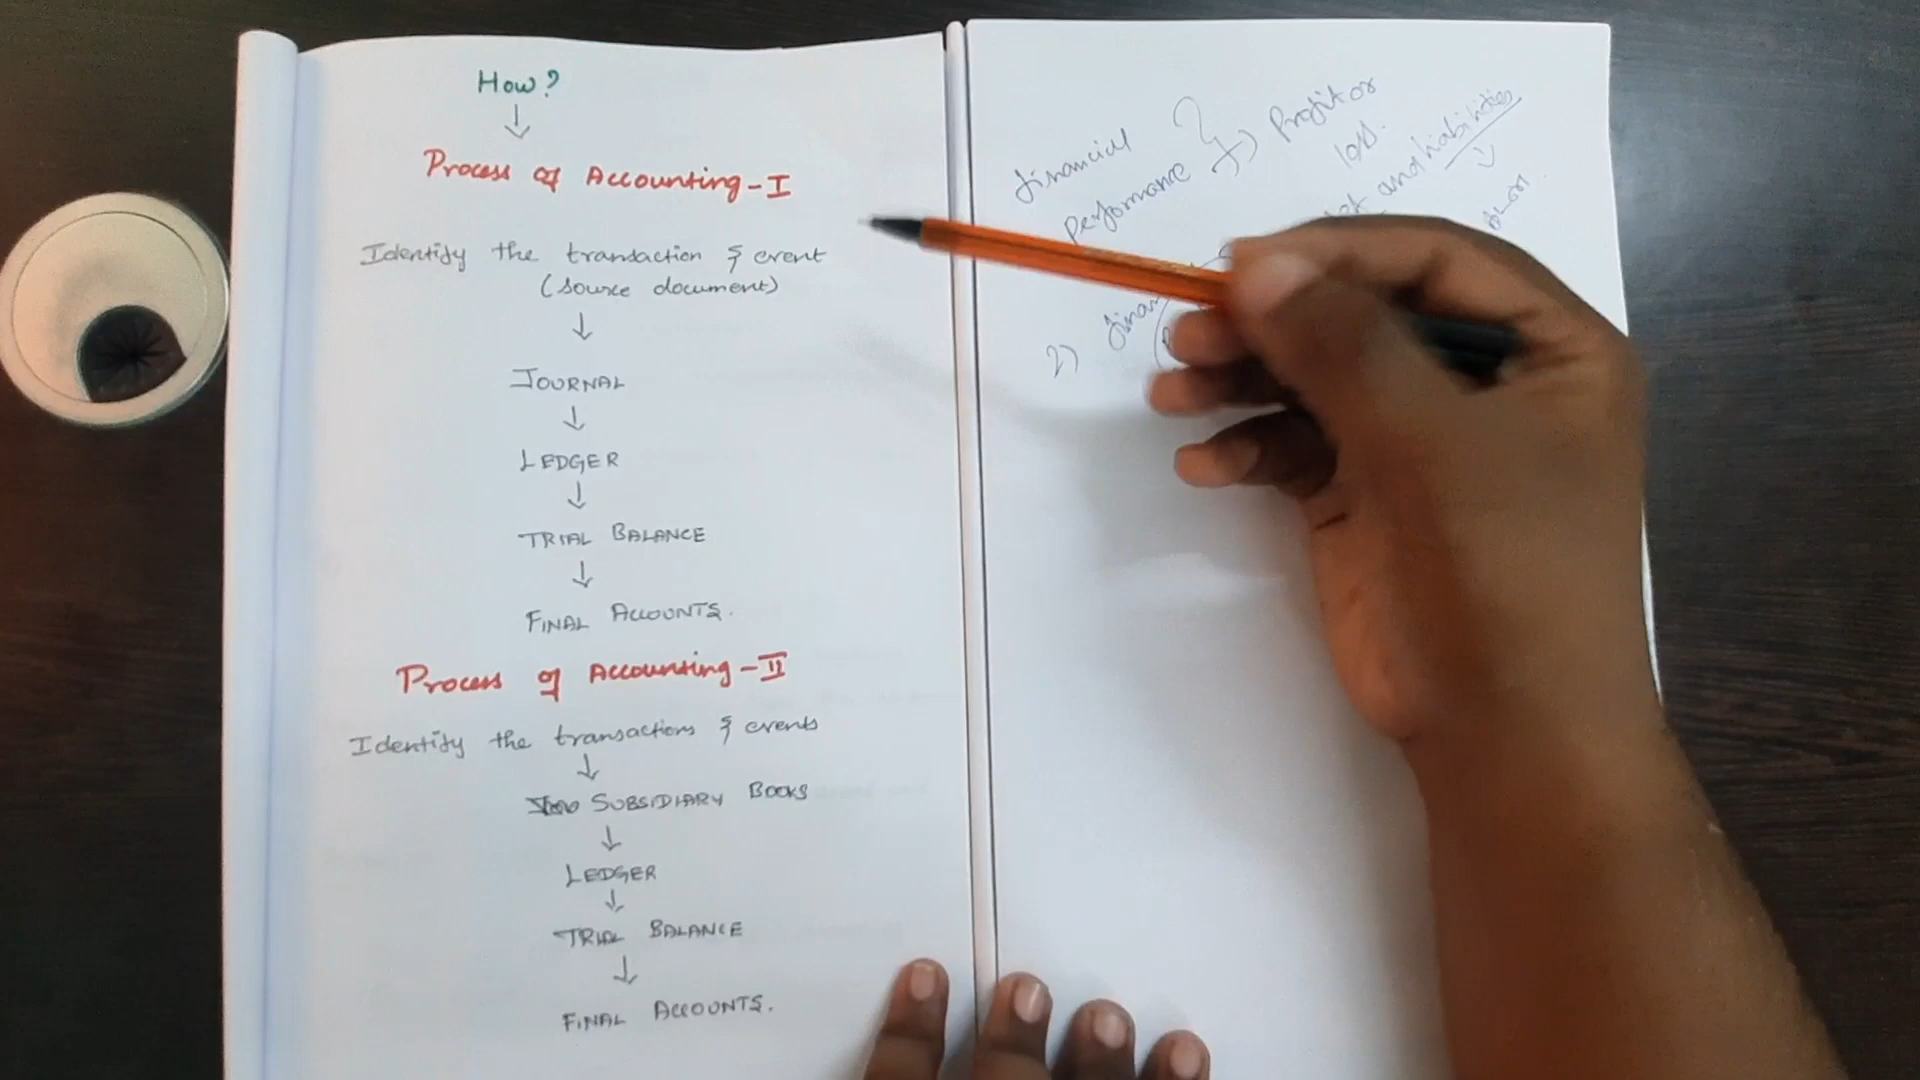 How?
↓
Process of Accounting - I
Identify the transaction & event
(source document)
↓
JOURNAL
↓
LEDGER
↓
TRIAL BALANCE
↓
FINAL ACCOUNTS.
Process of Accounting - II
Identify the transactions & events
↓
SUBSIDIARY BOOKS
↓
LEDGER
↓
TRIAL BALANCE
↓
FINAL ACCOUNTS.
financial
performance
Profit or
loss.
and liabilities
↓
2)